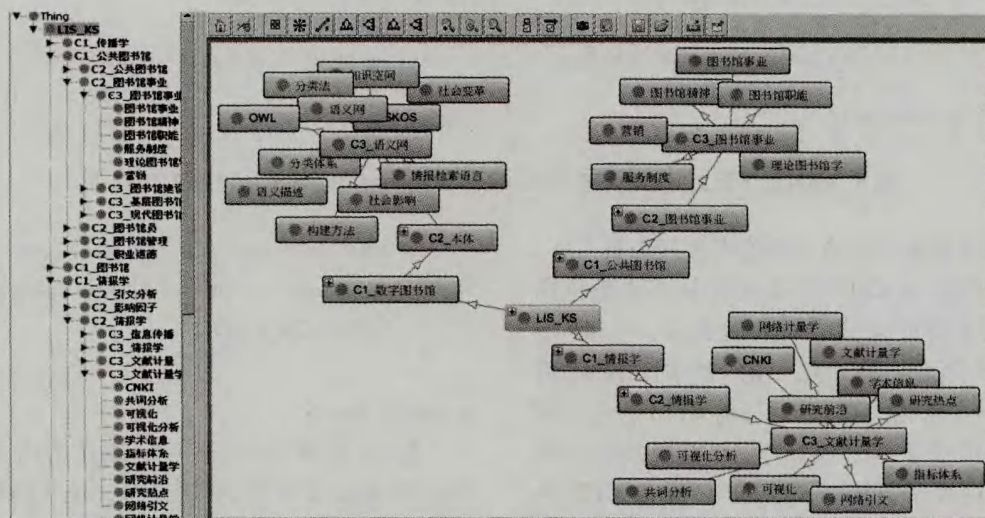 Thing
LIS_KS
C1_传播学
C1_公共图书馆
C2_公共图书馆
C2_图书馆事业
C3_图书馆事业
图书馆事业
图书馆精神
图书馆职能
服务制度
理论图书馆学
营销
C3_图书馆建设
C3_基层图书馆
C3_现代图书馆
C2_图书馆员
C2_图书馆管理
C2_职业道德
C1_图书馆
C1_情报学
C2_引文分析
C2_影响因子
C2_情报学
C3_信息传播
C3_情报学
C3_文献计量
C3_文献计量学
CNKI
共词分析
可视化
可视化分析
学术信息
指标体系
文献计量学
研究前沿
研究热点
网络引文
网络计量学
知识空间
分类法
社会变革
语义网
OWL
SKOS
C3_语义网
分类体系
情报检索语言
语义描述
社会影响
构建方法
C2_本体
C1_数字图书馆
图书馆事业
图书馆精神
图书馆职能
营销
C3_图书馆事业
理论图书馆学
服务制度
C2_图书馆事业
C1_公共图书馆
LIS_KS
C1_情报学
C2_情报学
网络计量学
CNKI
文献计量学
学术信息
研究热点
研究前沿
C3_文献计量学
可视化分析
指标体系
共词分析
可视化
网络引文